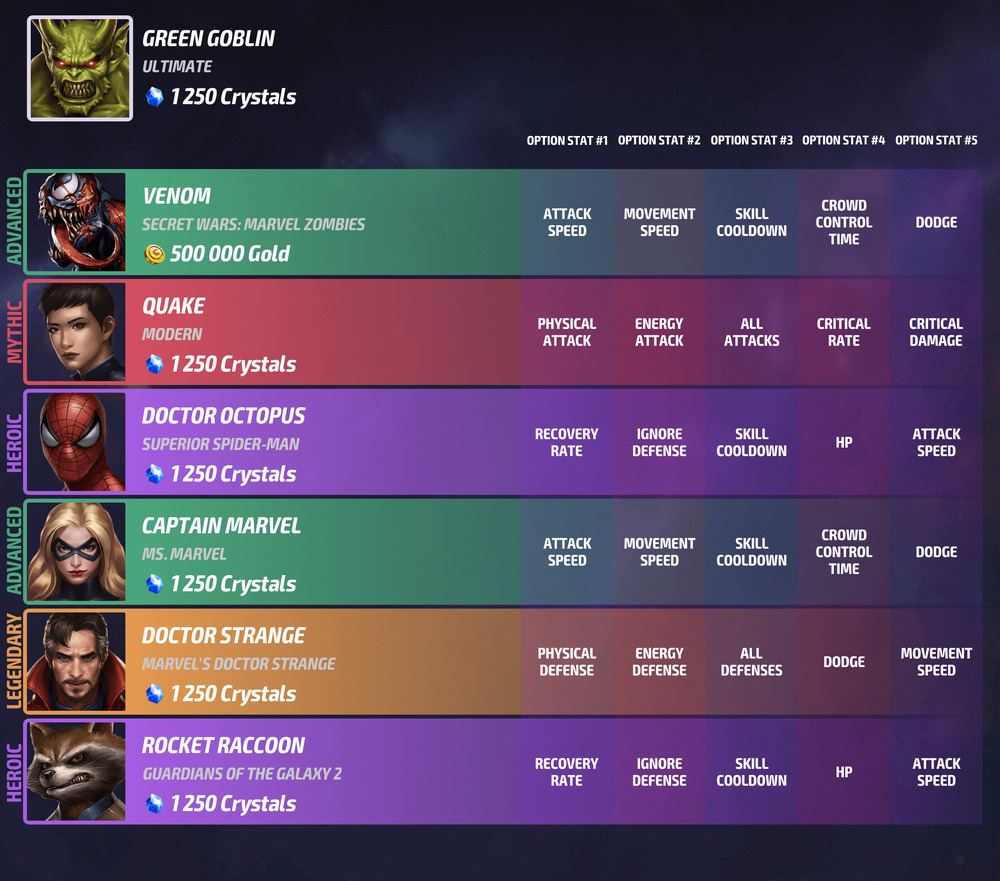 GREEN GOBLIN
ULTIMATE
1 250 Crystals
OPTION STAT #1 OPTION STAT #2 OPTION STAT #3 OPTION STAT #4 OPTION STAT #5
ADVANCED
VENOM
SECRET WARS: MARVEL ZOMBIES
500 000 Gold
ATTACK
SPEED
MOVEMENT
SPEED
SKILL
COOLDOWN
CROWD
CONTROL
TIME
DODGE
MYTHIC
QUAKE
MODERN
1 250 Crystals
PHYSICAL
ATTACK
ENERGY
ATTACK
ALL
ATTACKS
CRITICAL
RATE
CRITICAL
DAMAGE
HEROIC
DOCTOR OCTOPUS
SUPERIOR SPIDER-MAN
1 250 Crystals
RECOVERY
RATE
IGNORE
DEFENSE
SKILL
COOLDOWN
HP
ATTACK
SPEED
ADVANCED
CAPTAIN MARVEL
MS. MARVEL
1 250 Crystals
ATTACK
SPEED
MOVEMENT
SPEED
SKILL
COOLDOWN
CROWD
CONTROL
TIME
DODGE
LEGENDARY
DOCTOR STRANGE
MARVEL'S DOCTOR STRANGE
1 250 Crystals
PHYSICAL
DEFENSE
ENERGY
DEFENSE
ALL
DEFENSES
DODGE
MOVEMENT
SPEED
HEROIC
ROCKET RACCOON
GUARDIANS OF THE GALAXY 2
1 250 Crystals
RECOVERY
RATE
IGNORE
DEFENSE
SKILL
COOLDOWN
HP
ATTACK
SPEED